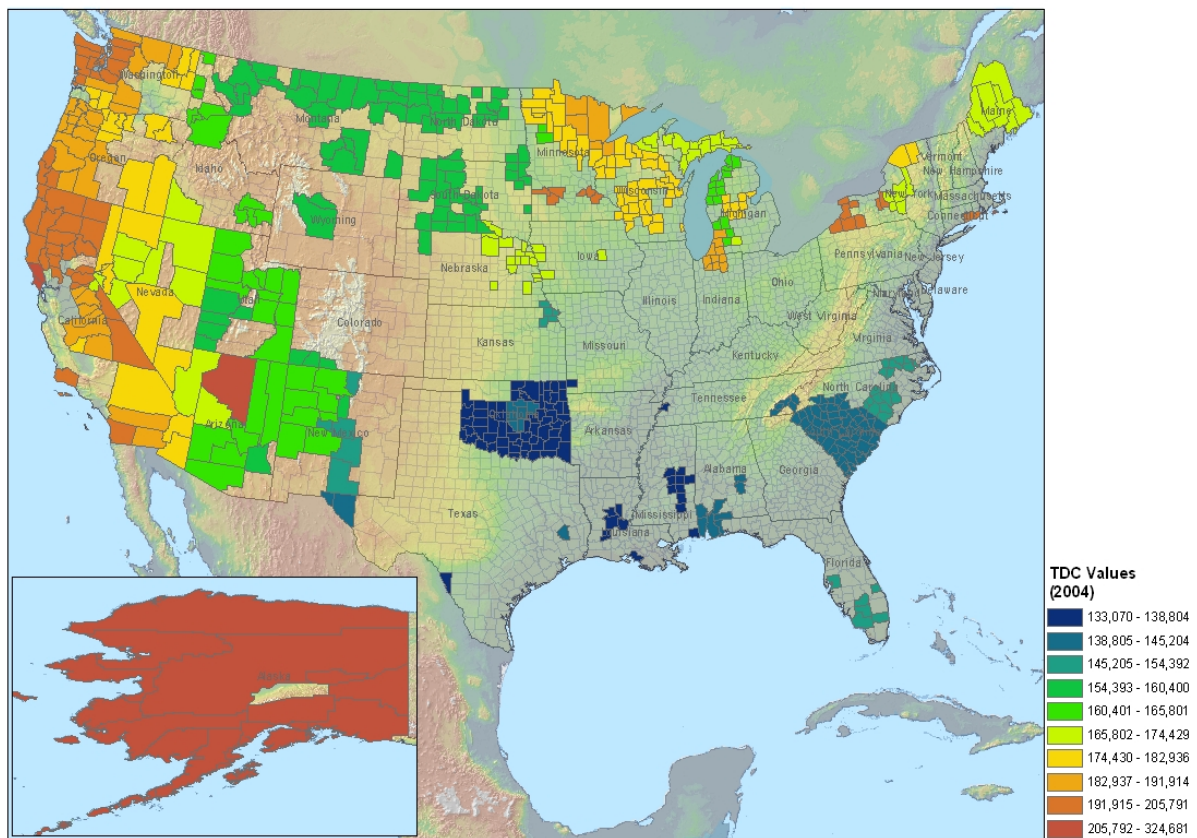 Washington
Maine
Montana
North Dakota
Minnesota
Vermont
Oregon
Idaho
New Hampshire
South Dakota
Wisconsin
New York
Massachusetts
Wyoming
Michigan
Connecticut
Pennsylvania
New Jersey
Nebraska
Iowa
Ohio
Nevada
Utah
Illinois
Indiana
Maryland
Delaware
California
Colorado
West Virginia
Kansas
Missouri
Virginia
Kentucky
North Carolina
Tennessee
Oklahoma
Arizona
New Mexico
Arkansas
Alabama
Georgia
Texas
Mississippi
Louisiana
Florida
Alaska
TDC Values
(2004)
133,070 - 138,804
138,805 - 145,204
145,205 - 154,392
154,393 - 160,400
160,401 - 165,801
165,802 - 174,429
174,430 - 182,936
182,937 - 191,914
191,915 - 205,791
205,792 - 324,681